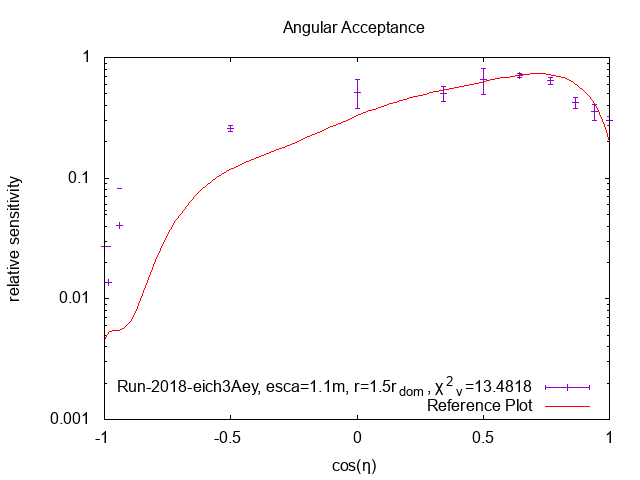 Angular Acceptance
relative sensitivity
1
0.1
0.01
0.001
Run-2018-eich3Aey, esca=1.1m, r=1.5r_dom, χ²_ν=13.4818
Reference Plot
-1 -0.5 0 0.5 1
cos(η)